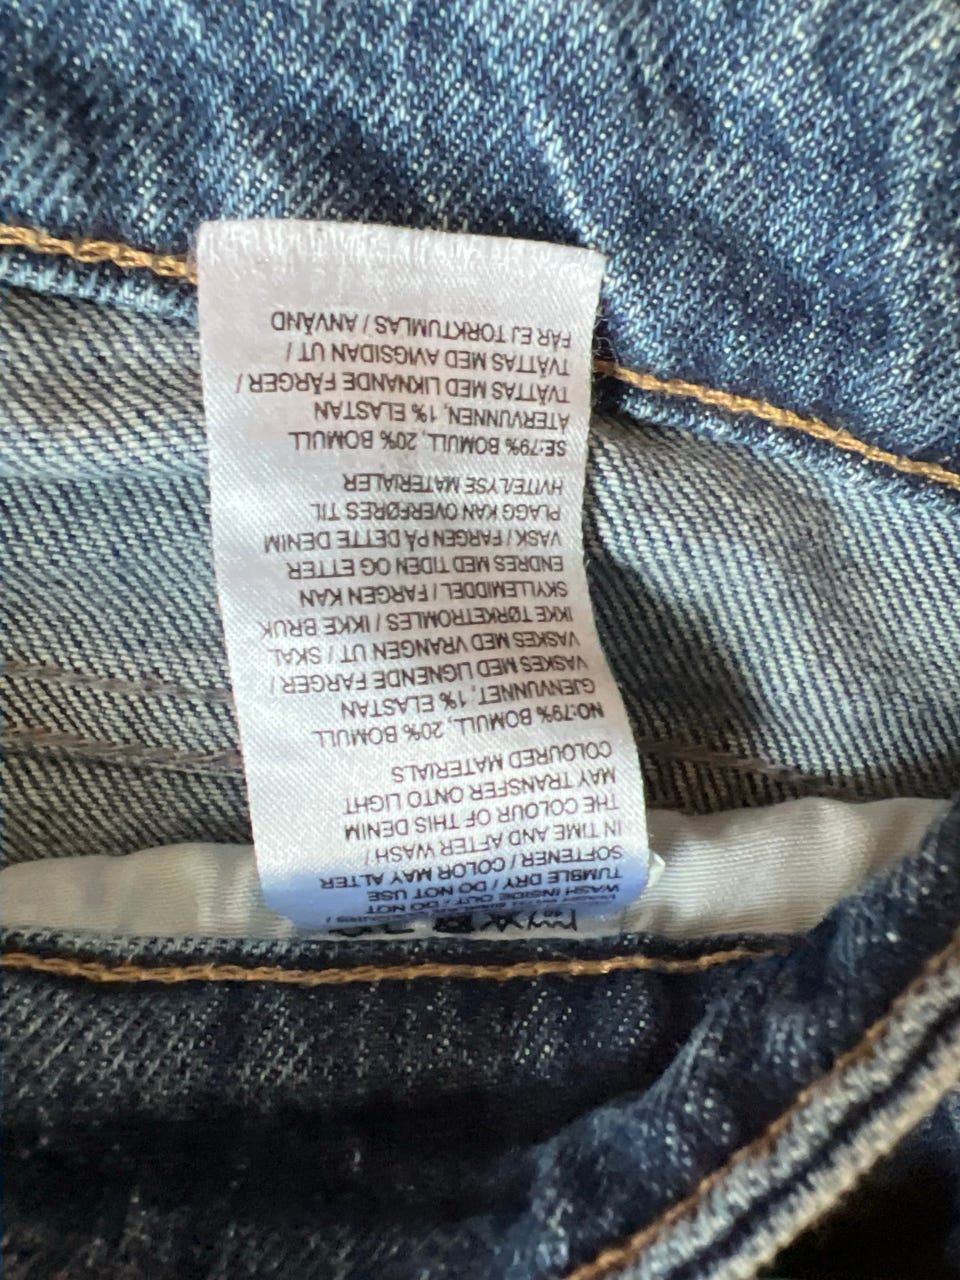 WASH INSIDE OUT / DO NOT
TUMBLE DRY / DO NOT USE
SOFTENER / COLOR MAY ALTER
IN TIME AND AFTER WASH /
THE COLOUR OF THIS DENIM
MAY TRANSFER ONTO LIGHT
COLOURED MATERIALS
NO:79% BOMULL, 20% BOMULL
GJENVUNNET, 1% ELASTAN
VASKES MED LIGNENDE FARGER /
VASKES MED VRANGEN UT / SKAL
IKKE TØRKETROMLES / IKKE BRUK
SKYLLEMIDDEL / FARGEN KAN
ENDRES MED TIDEN OG ETTER
VASK / FARGEN PÅ DETTE DENIM
PLAGG KAN OVERFØRES TIL
HVITE/LYSE MATERIALER
SE:79% BOMULL, 20% BOMULL
ÅTERVUNNEN, 1% ELASTAN
TVÄTTAS MED LIKNANDE FÄRGER /
TVÄTTAS MED AVIGSIDAN UT /
FÅR EJ TORKTUMLAS / ANVÄND